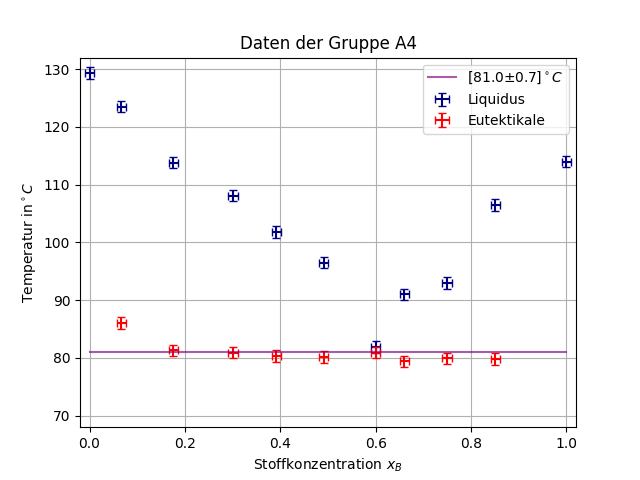 Daten der Gruppe A4
[81.0±0.7]°C
Liquidus
Eutektikale
Temperatur in °C
130
120
110
100
90
80
70
0.0 0.2 0.4 0.6 0.8 1.0
Stoffkonzentration x_B